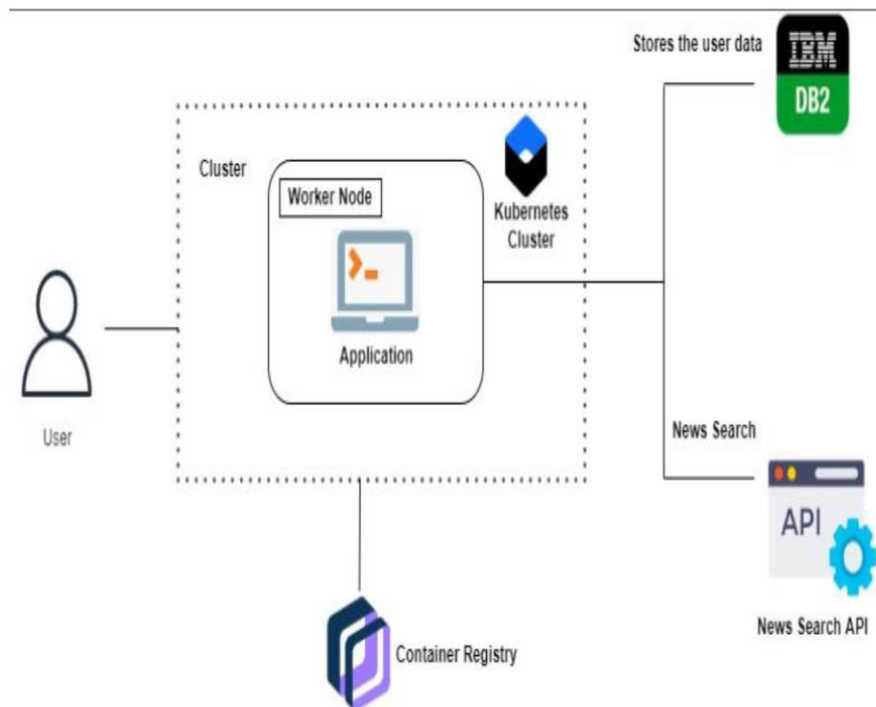 Stores the user data
IBM
DB2
Cluster
Worker Node
Kubernetes
Cluster
Application
User
News Search
API
News Search API
Container Registry